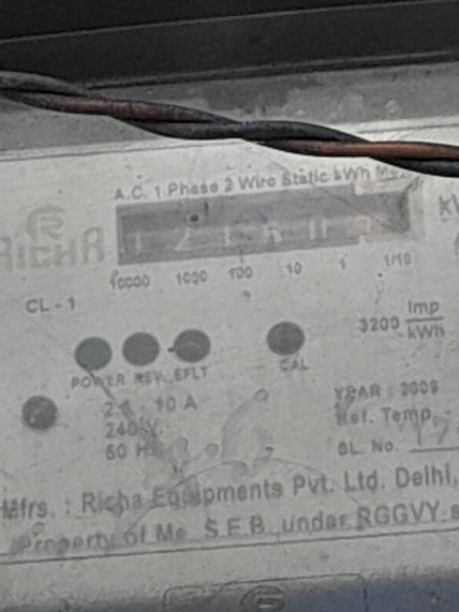 A.C. 1 Phase 2 Wire Static kWh
RICHA
10000 1000 100 10 1 1/10
CL-1
3200 Imp
kWh
POWER REV. EFLT CAL
10 A
240 V
50 Hz
YEAR : 2009
Ref. Temp.
SL. No.
Mfrs. : Richa Equipments Pvt. Ltd. Delhi,
Property of S.E.B. under RGGVY